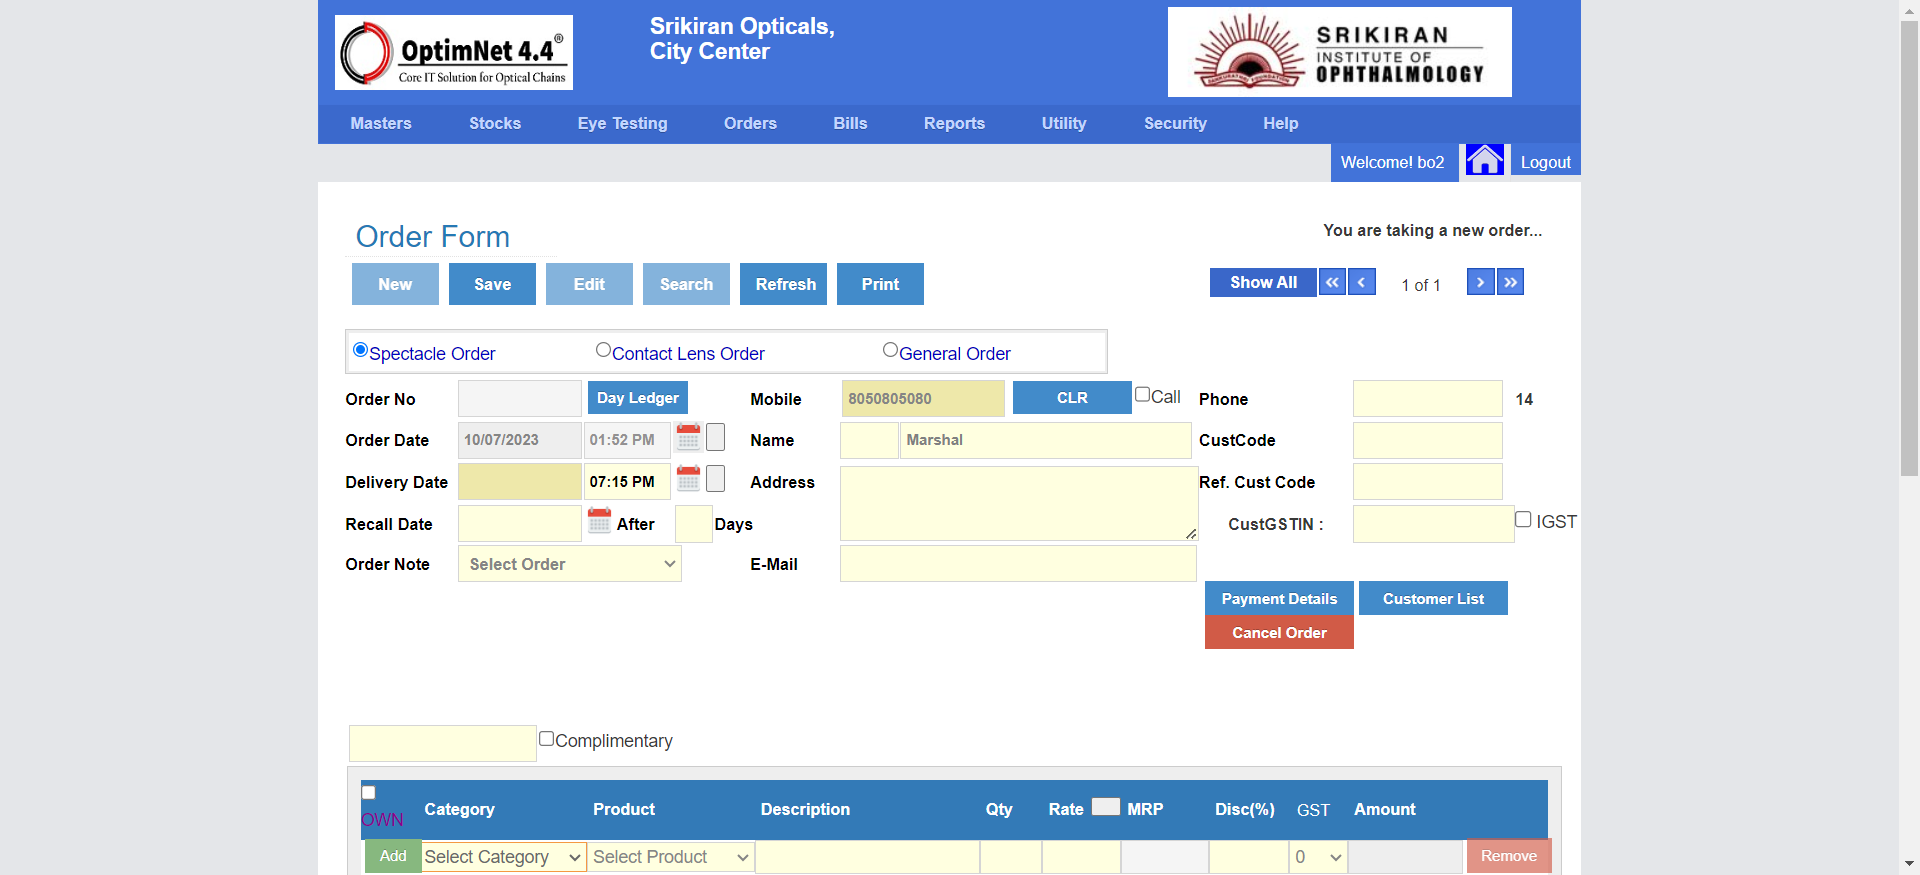 OptimNet 4.4®
Core IT Solution for Optical Chains
Srikiran Opticals,
City Center
SRIKIRAN
INSTITUTE OF
OPHTHALMOLOGY
Masters Stocks Eye Testing Orders Bills Reports Utility Security Help
Welcome! bo2 Logout
Order Form
You are taking a new order...
New Save Edit Search Refresh Print
Show All « ‹ 1 of 1 › »
Spectacle Order Contact Lens Order General Order
Order No Day Ledger Mobile 8050805080 CLR Call Phone 14
Order Date 10/07/2023 01:52 PM Name Marshal CustCode
Delivery Date 07:15 PM Address Ref. Cust Code
Recall Date After Days CustGSTIN : IGST
Order Note Select Order E-Mail
Payment Details Customer List
Cancel Order
Complimentary
OWN Category Product Description Qty Rate MRP Disc(%) GST Amount
Add Select Category Select Product 0 Remove